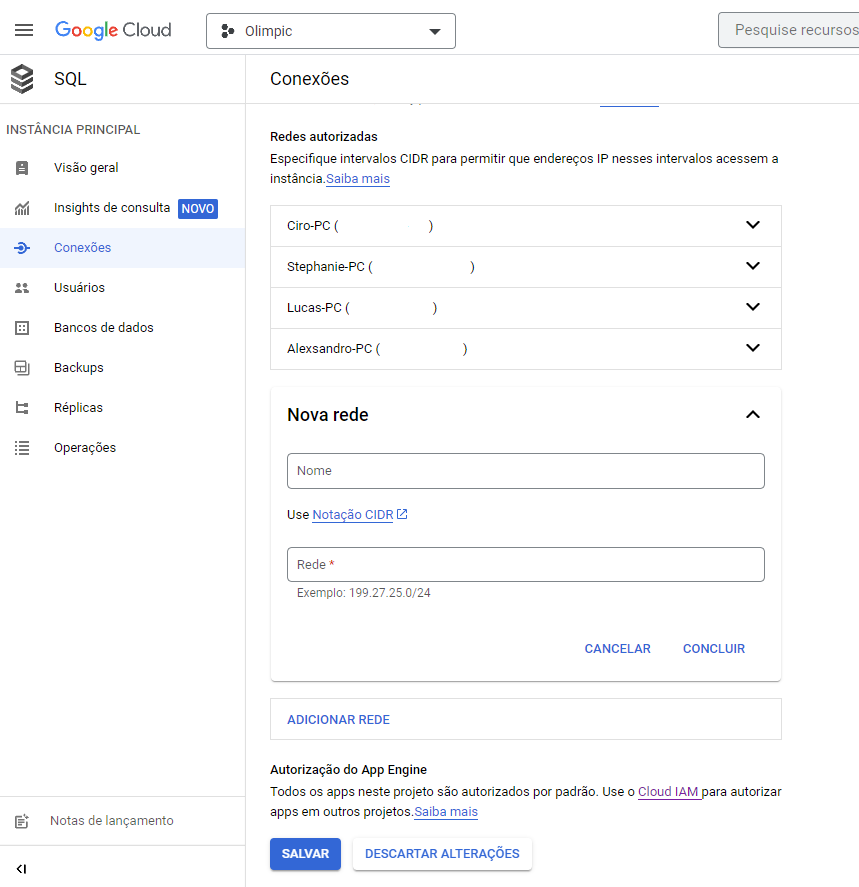 Google Cloud
Olimpic
Pesquise recursos
SQL
Conexões
INSTÂNCIA PRINCIPAL
Visão geral
Insights de consulta NOVO
Conexões
Usuários
Bancos de dados
Backups
Réplicas
Operações
Notas de lançamento
Redes autorizadas
Especifique intervalos CIDR para permitir que endereços IP nesses intervalos acessem a
instância.Saiba mais
Ciro-PC ( )
Stephanie-PC ( )
Lucas-PC ( )
Alexsandro-PC ( )
Nova rede
Nome
Use Notação CIDR
Rede *
Exemplo: 199.27.25.0/24
CANCELAR CONCLUIR
ADICIONAR REDE
Autorização do App Engine
Todos os apps neste projeto são autorizados por padrão. Use o Cloud IAM para autorizar
apps em outros projetos.Saiba mais
SALVAR DESCARTAR ALTERAÇÕES